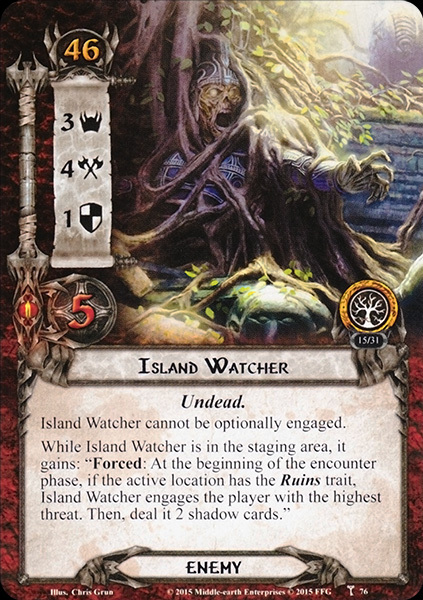 46
3
4
1
5
15/31
Island Watcher
Undead.
Island Watcher cannot be optionally engaged.
While Island Watcher is in the staging area, it
gains: “Forced: At the beginning of the encounter
phase, if the active location has the Ruins trait,
Island Watcher engages the player with the highest
threat. Then, deal it 2 shadow cards.”
ENEMY
Illus. Chris Grun © 2015 Middle-earth Enterprises © 2015 FFG 76